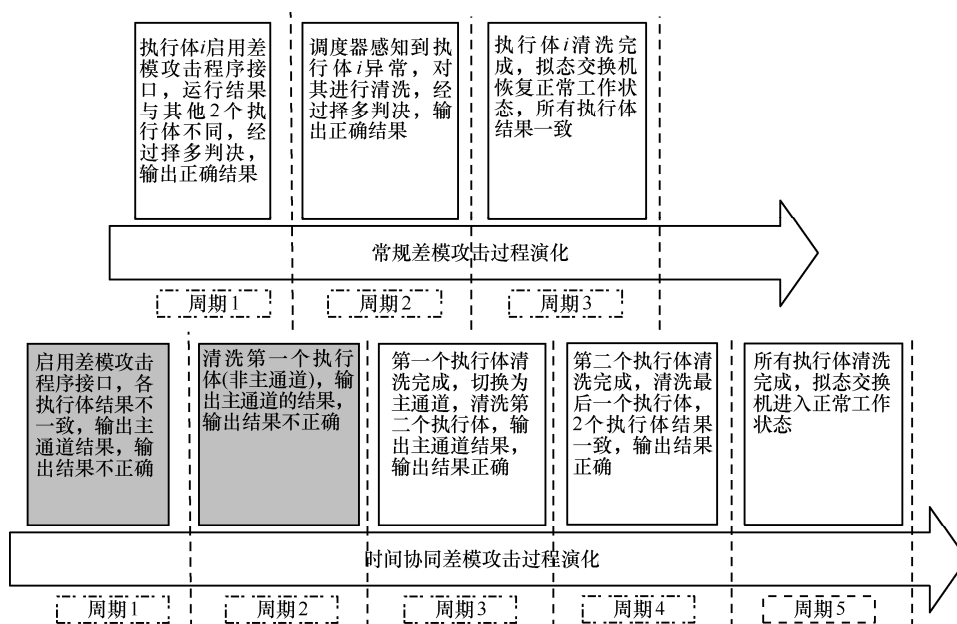 执行体i启用差
模攻击程序接
口，运行结果
与其他2个执
行体不同，经
过择多判决，
输出正确结果
调度器感知到执
行体i异常，对
其进行清洗，经
过择多判决，输
出正确结果
执行体i清洗完
成，拟态交换机
恢复正常工作状
态，所有执行体
结果一致
常规差模攻击过程演化
周期1
周期2
周期3
启用差模攻击
程序接口，各
执行体结果不
一致，输出主
通道结果，输
出结果不正确
清洗第一个执行
体(非主通道)，输
出主通道的结果，
输出结果不正确
第一个执行体清
洗完成，切换为
主通道，清洗第
二个执行体，输
出主通道结果，
输出结果正确
第二个执行体清
洗完成，清洗最
后一个执行体，
2个执行体结果
一致，输出结果
正确
所有执行体清洗
完成，拟态交换
机进入正常工作
状态
时间协同差模攻击过程演化
周期1
周期2
周期3
周期4
周期5